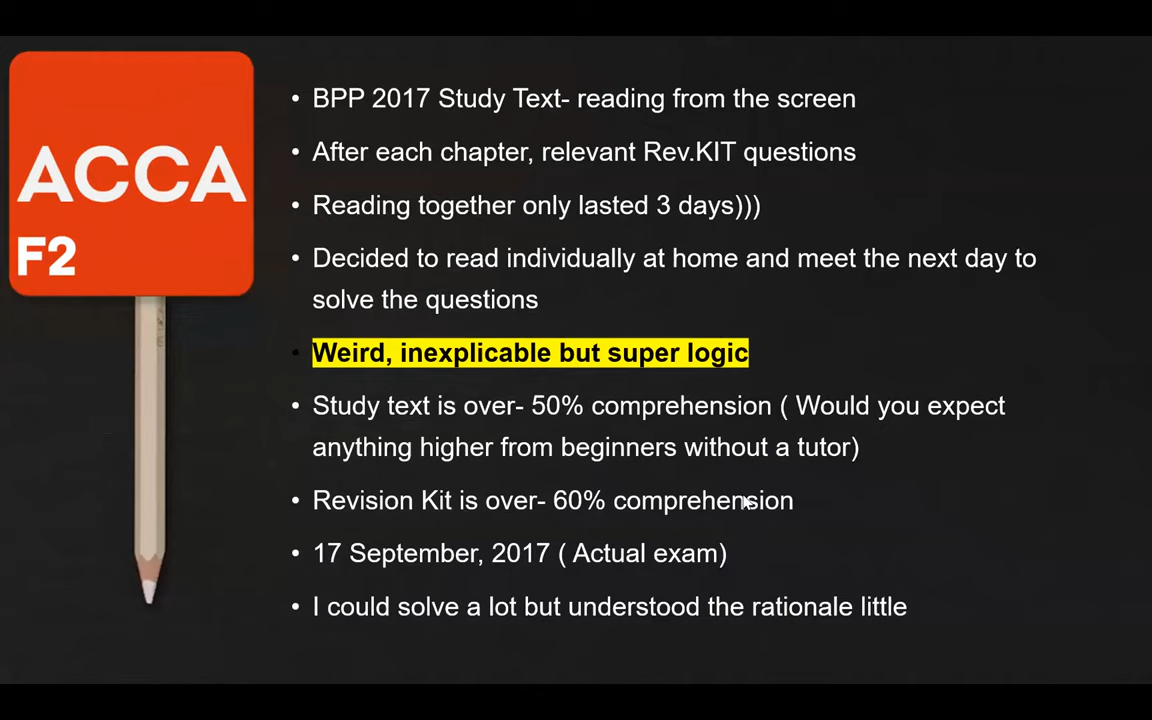 ACCA
F2
• BPP 2017 Study Text- reading from the screen
• After each chapter, relevant Rev.KIT questions
• Reading together only lasted 3 days)))
• Decided to read individually at home and meet the next day to
solve the questions
• Weird, inexplicable but super logic
• Study text is over- 50% comprehension ( Would you expect
anything higher from beginners without a tutor)
• Revision Kit is over- 60% comprehension
• 17 September, 2017 ( Actual exam)
• I could solve a lot but understood the rationale little